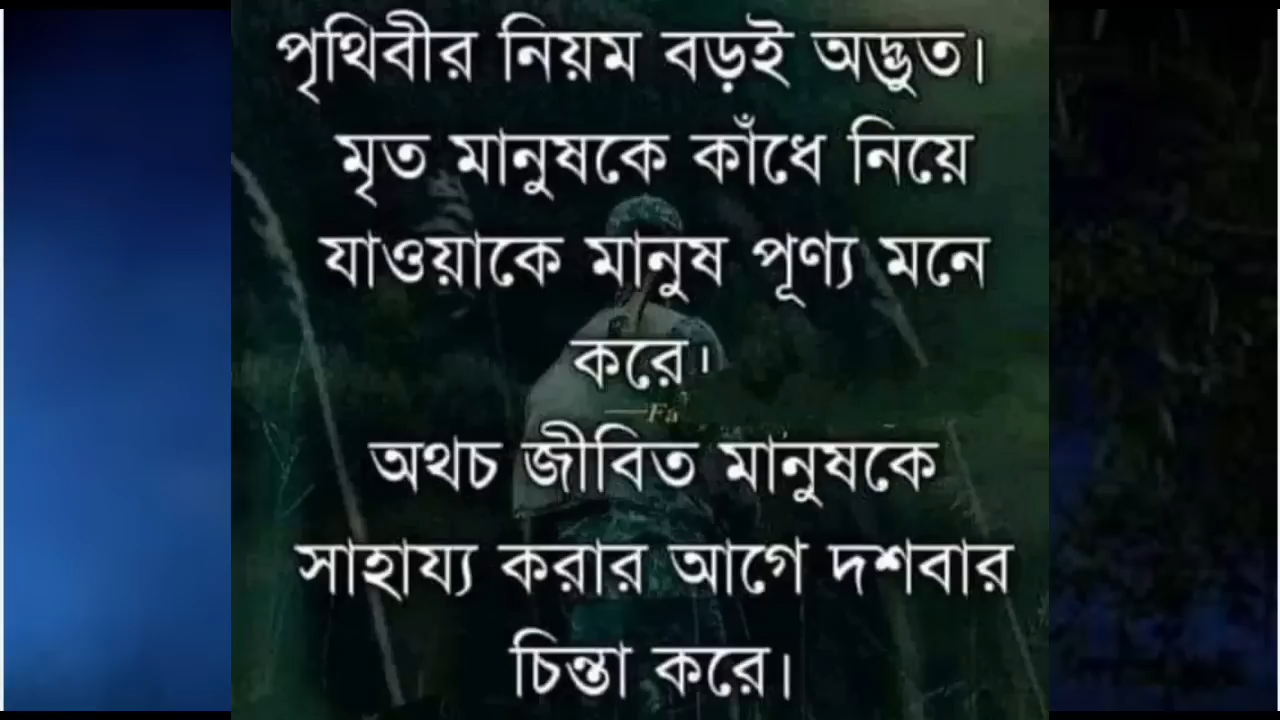 পৃথিবীর নিয়ম বড়ই অদ্ভুত।
মৃত মানুষকে কাঁধে নিয়ে
যাওয়াকে মানুষ পূণ্য মনে
করে।
অথচ জীবিত মানুষকে
সাহায্য করার আগে দশবার
চিন্তা করে।